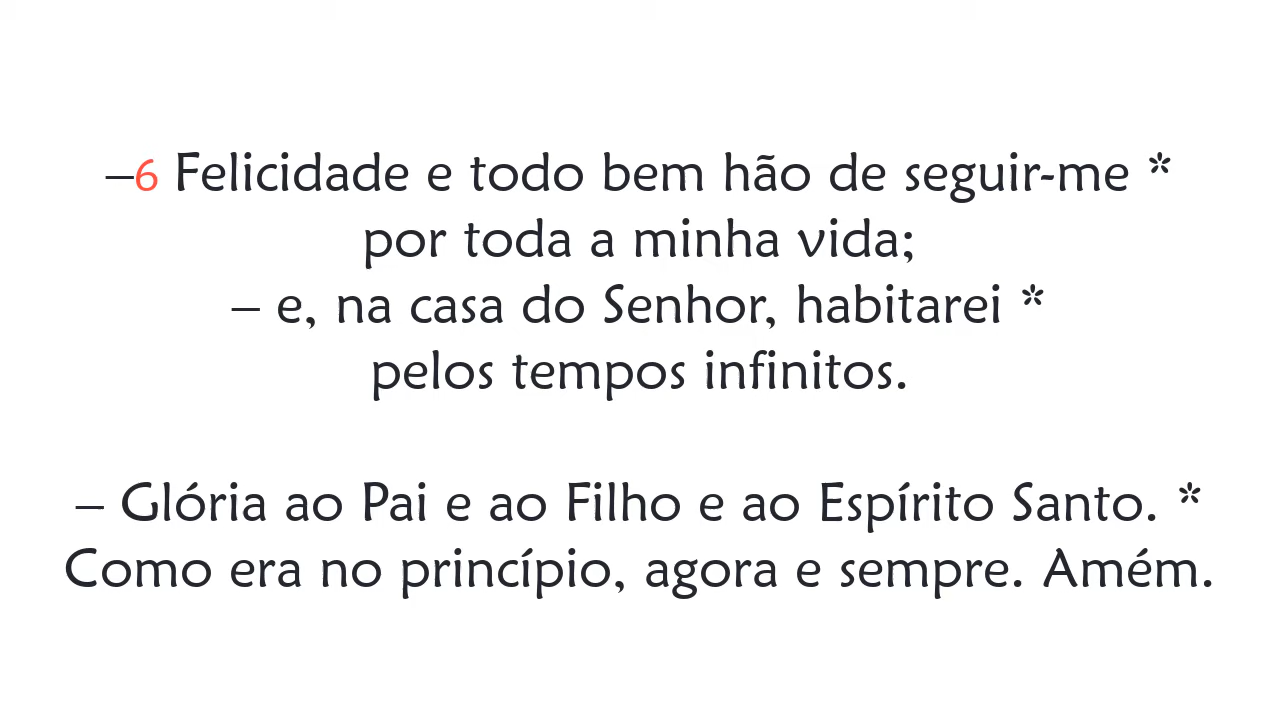 –6 Felicidade e todo bem hão de seguir-me *
por toda a minha vida;
– e, na casa do Senhor, habitarei *
pelos tempos infinitos.
– Glória ao Pai e ao Filho e ao Espírito Santo. *
Como era no princípio, agora e sempre. Amém.